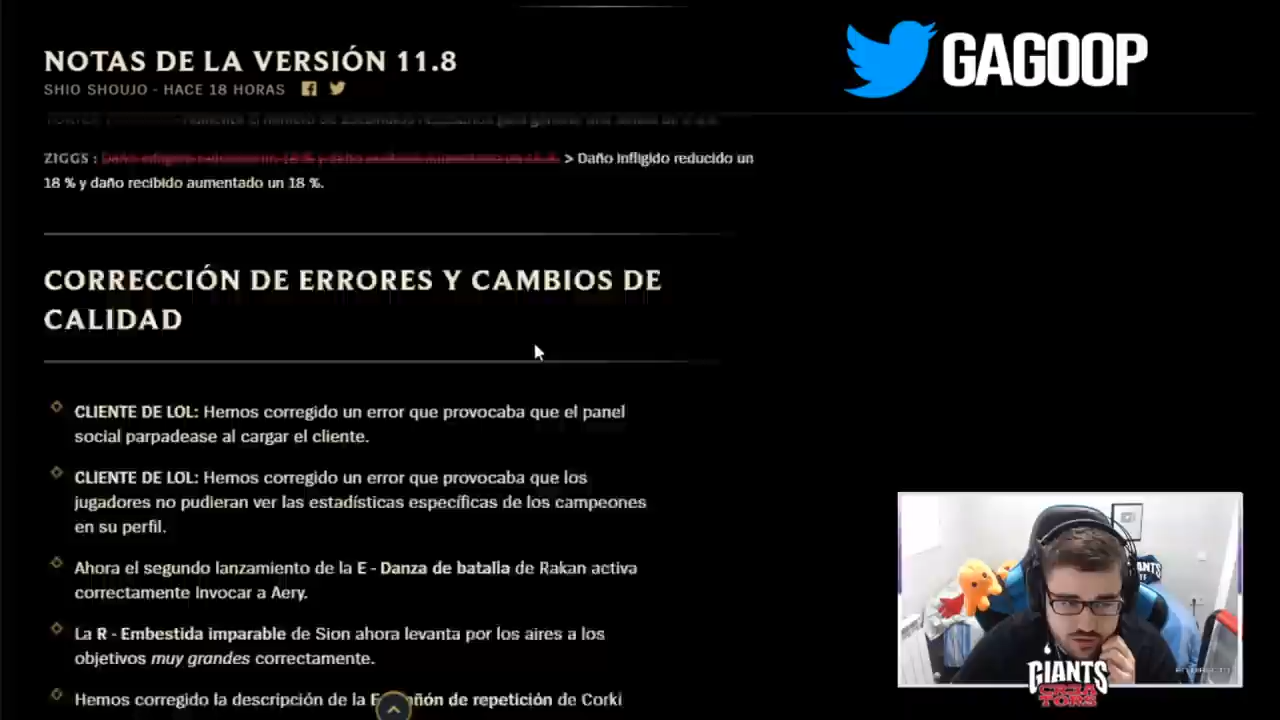 NOTAS DE LA VERSIÓN 11.8
SHIO SHOUJO - HACE 18 HORAS
GAGOOP
ZIGGS : > Daño infligido reducido un
18 % y daño recibido aumentado un 18 %.
CORRECCIÓN DE ERRORES Y CAMBIOS DE
CALIDAD
CLIENTE DE LOL: Hemos corregido un error que provocaba que el panel
social parpadease al cargar el cliente.
CLIENTE DE LOL: Hemos corregido un error que provocaba que los
jugadores no pudieran ver las estadísticas específicas de los campeones
en su perfil.
Ahora el segundo lanzamiento de la E - Danza de batalla de Rakan activa
correctamente Invocar a Aery.
La R - Embestida imparable de Sion ahora levanta por los aires a los
objetivos muy grandes correctamente.
Hemos corregido la descripción de la E de repetición de Corki
GIANTS
GIANTS
CREA
TORS
EN DIRECTO